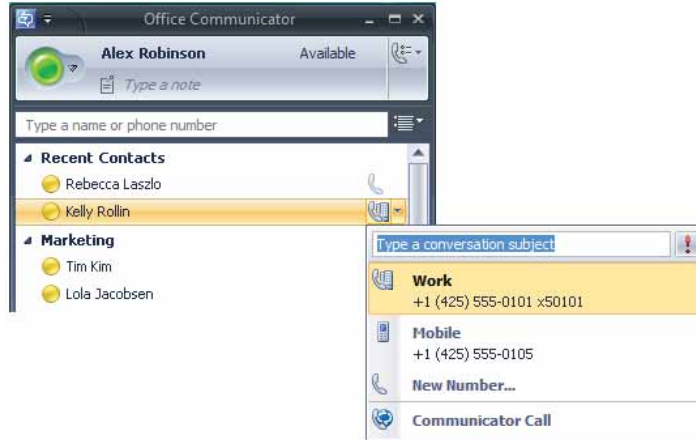 Office Communicator
Alex Robinson Available
Type a note
Type a name or phone number
Recent Contacts
Rebecca Laszlo
Kelly Rollin
Marketing
Tim Kim
Lola Jacobsen
Type a conversation subject
Work
+1 (425) 555-0101 x50101
Mobile
+1 (425) 555-0105
New Number...
Communicator Call